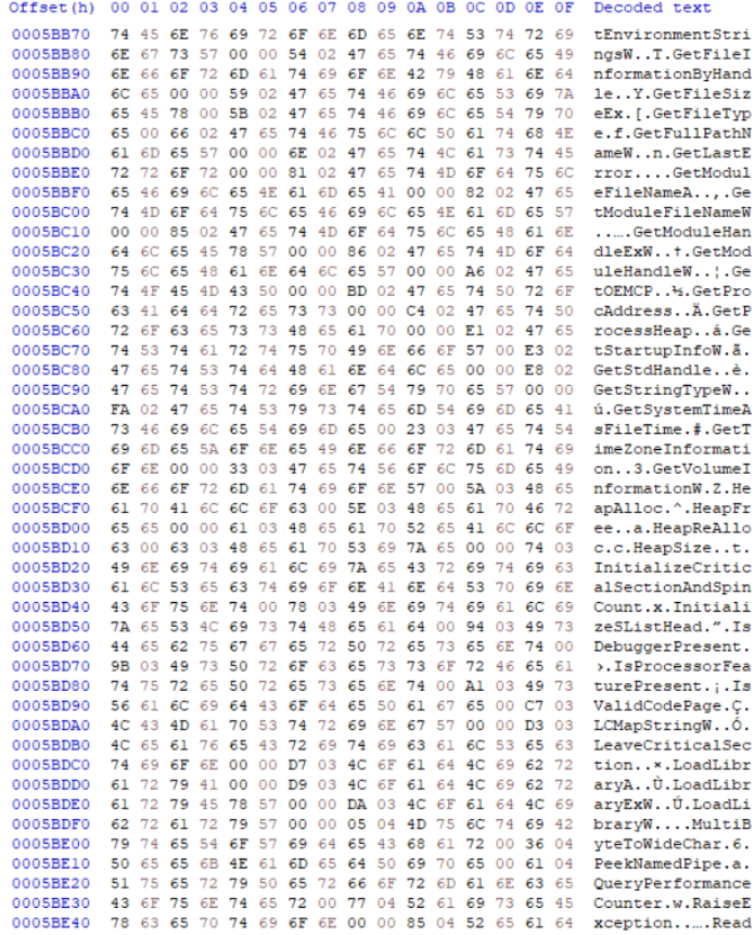 Offset(h) 00 01 02 03 04 05 06 07 08 09 0A 0B 0C 0D 0E 0F Decoded text
0005BB70 74 45 6E 76 69 72 6F 6E 6D 65 6E 74 53 74 72 69 tEnvironmentStri
0005BB80 6E 67 73 57 00 00 54 02 47 65 74 46 69 6C 65 49 ngsW..T.GetFileI
0005BB90 6E 66 6F 72 6D 61 74 69 6F 6E 42 79 48 61 6E 64 nformationByHand
0005BBA0 6C 65 00 00 59 02 47 65 74 46 69 6C 65 53 69 7A le..Y.GetFileSiz
0005BBB0 65 45 78 00 5B 02 47 65 74 46 69 6C 65 54 79 70 eEx.[.GetFileTyp
0005BBC0 65 00 66 02 47 65 74 46 75 6C 6C 50 61 74 68 4E e.f.GetFullPathN
0005BBD0 61 6D 65 57 00 00 6E 02 47 65 74 4C 61 73 74 45 ameW..n.GetLastE
0005BBE0 72 72 6F 72 00 00 81 02 47 65 74 4D 6F 64 75 6C rror....GetModul
0005BBF0 65 46 69 6C 65 4E 61 6D 65 41 00 00 82 02 47 65 eFileNameA..‚.Ge
0005BC00 74 4D 6F 64 75 6C 65 46 69 6C 65 4E 61 6D 65 57 tModuleFileNameW
0005BC10 00 00 85 02 47 65 74 4D 6F 64 75 6C 65 48 61 6E ..….GetModuleHan
0005BC20 64 6C 65 45 78 57 00 00 86 02 47 65 74 4D 6F 64 dleExW..†.GetMod
0005BC30 75 6C 65 48 61 6E 64 6C 65 57 00 00 A6 02 47 65 uleHandleW..¦.Ge
0005BC40 74 4F 45 4D 43 50 00 00 BD 02 47 65 74 50 72 6F tOEMCP..½.GetPro
0005BC50 63 41 64 64 72 65 73 73 00 00 C4 02 47 65 74 50 cAddress..Ä.GetP
0005BC60 72 6F 63 65 73 73 48 65 61 70 00 00 E1 02 47 65 rocessHeap..á.Ge
0005BC70 74 53 74 61 72 74 75 70 49 6E 66 6F 57 00 E3 02 tStartupInfoW.ã.
0005BC80 47 65 74 53 74 64 48 61 6E 64 6C 65 00 00 E8 02 GetStdHandle..è.
0005BC90 47 65 74 53 74 72 69 6E 67 54 79 70 65 57 00 00 GetStringTypeW..
0005BCA0 FA 02 47 65 74 53 79 73 74 65 6D 54 69 6D 65 41 ú.GetSystemTimeA
0005BCB0 73 46 69 6C 65 54 69 6D 65 00 23 03 47 65 74 54 sFileTime.#.GetT
0005BCC0 69 6D 65 5A 6F 6E 65 49 6E 66 6F 72 6D 61 74 69 imeZoneInformati
0005BCD0 6F 6E 00 00 33 03 47 65 74 56 6F 6C 75 6D 65 49 on..3.GetVolumeI
0005BCE0 6E 66 6F 72 6D 61 74 69 6F 6E 57 00 5A 03 48 65 nformationW.Z.He
0005BCF0 61 70 41 6C 6C 6F 63 00 5E 03 48 65 61 70 46 72 apAlloc.^.HeapFr
0005BD00 65 65 00 00 61 03 48 65 61 70 52 65 41 6C 6C 6F ee..a.HeapReAllo
0005BD10 63 00 63 03 48 65 61 70 53 69 7A 65 00 00 74 03 c.c.HeapSize..t.
0005BD20 49 6E 69 74 69 61 6C 69 7A 65 43 72 69 74 69 63 InitializeCritic
0005BD30 61 6C 53 65 63 74 69 6F 6E 41 6E 64 53 70 69 6E alSectionAndSpin
0005BD40 43 6F 75 6E 74 00 78 03 49 6E 69 74 69 61 6C 69 Count.x.Initiali
0005BD50 7A 65 53 4C 69 73 74 48 65 61 64 00 94 03 49 73 zeSListHead.”.Is
0005BD60 44 65 62 75 67 67 65 72 50 72 65 73 65 6E 74 00 DebuggerPresent.
0005BD70 9B 03 49 73 50 72 6F 63 65 73 73 6F 72 46 65 61 ›.IsProcessorFea
0005BD80 74 75 72 65 50 72 65 73 65 6E 74 00 A1 03 49 73 turePresent.¡.Is
0005BD90 56 61 6C 69 64 43 6F 64 65 50 61 67 65 00 C7 03 ValidCodePage.Ç.
0005BDA0 4C 43 4D 61 70 53 74 72 69 6E 67 57 00 00 D3 03 LCMapStringW..Ó.
0005BDB0 4C 65 61 76 65 43 72 69 74 69 63 61 6C 53 65 63 LeaveCriticalSec
0005BDC0 74 69 6F 6E 00 00 D7 03 4C 6F 61 64 4C 69 62 72 tion..×.LoadLibr
0005BDD0 61 72 79 41 00 00 D9 03 4C 6F 61 64 4C 69 62 72 aryA..Ù.LoadLibr
0005BDE0 61 72 79 45 78 57 00 00 DA 03 4C 6F 61 64 4C 69 aryExW..Ú.LoadLi
0005BDF0 62 72 61 72 79 57 00 00 05 04 4D 75 6C 74 69 42 braryW....MultiB
0005BE00 79 74 65 54 6F 57 69 64 65 43 68 61 72 00 36 04 yteToWideChar.6.
0005BE10 50 65 65 6B 4E 61 6D 65 64 50 69 70 65 00 61 04 PeekNamedPipe.a.
0005BE20 51 75 65 72 79 50 65 72 66 6F 72 6D 61 6E 63 65 QueryPerformance
0005BE30 43 6F 75 6E 74 65 72 00 77 04 52 61 69 73 65 45 Counter.w.RaiseE
0005BE40 78 63 65 70 74 69 6F 6E 00 00 85 04 52 65 61 64 xception..….Read